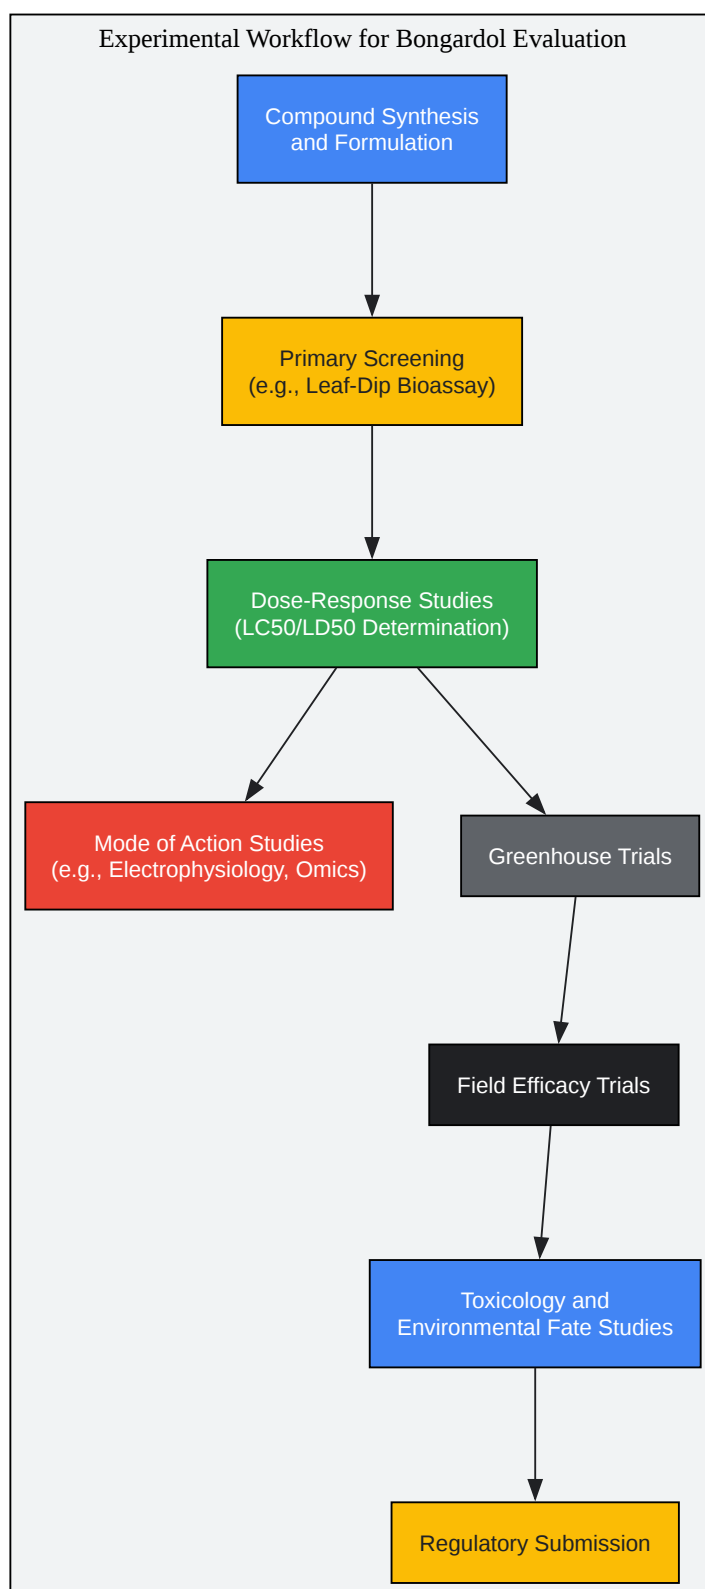 Experimental Workflow for Bongardol Evaluation
Compound Synthesis
and Formulation
Primary Screening
(e.g., Leaf-Dip Bioassay)
Dose-Response Studies
(LC50/LD50 Determination)
Mode of Action Studies
(e.g., Electrophysiology, Omics)
Greenhouse Trials
Field Efficacy Trials
Toxicology and
Environmental Fate Studies
Regulatory Submission